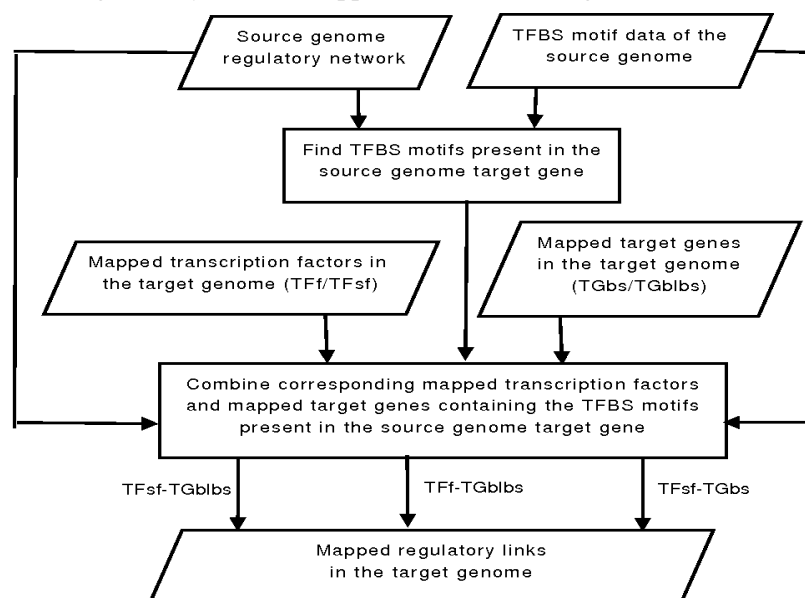 Source genome
regulatory network
TFBS motif data of the
source genome
Find TFBS motifs present in the
source genome target gene
Mapped transcription factors in
the target genome (TFf/TFsf)
Mapped target genes
in the target genome
(TGbs/TGblbs)
Combine corresponding mapped transcription factors
and mapped target genes containing the TFBS motifs
present in the source genome target gene
TFsf-TGblbs
TFf-TGblbs
TFsf-TGbs
Mapped regulatory links
in the target genome